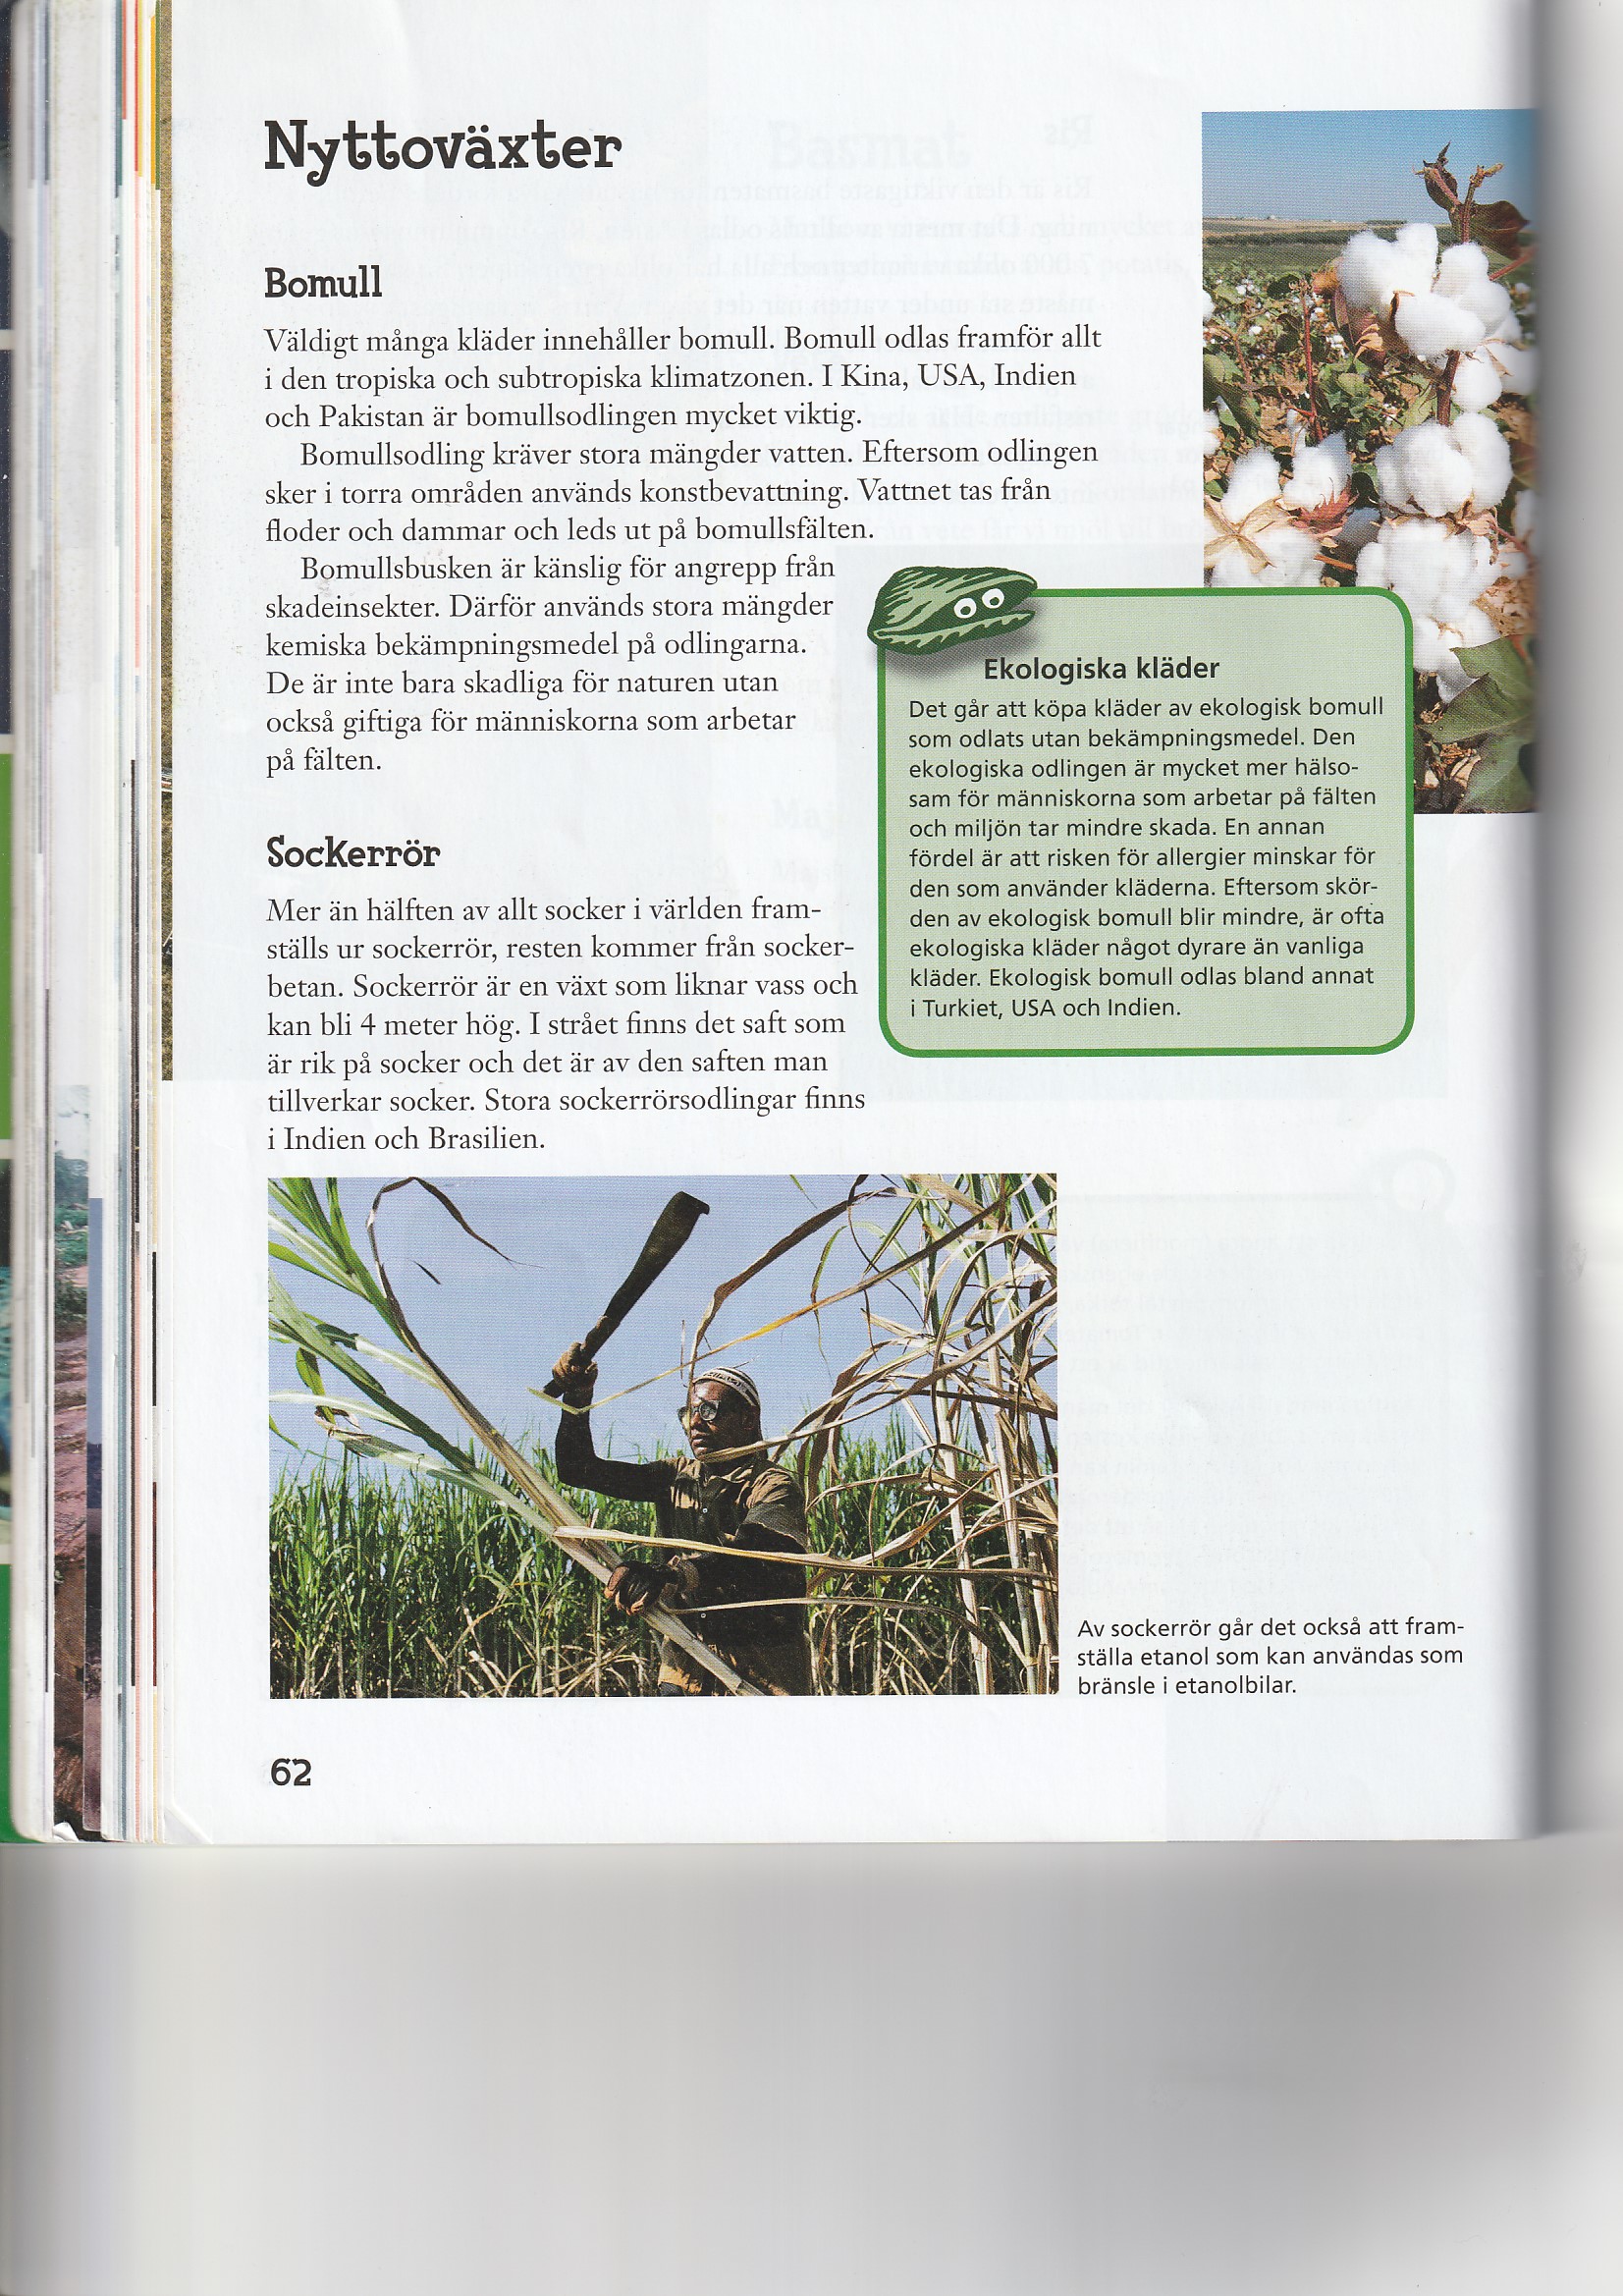 Nyttoväxter
Bomull
Väldigt många kläder innehåller bomull. Bomull odlas framför allt
i den tropiska och subtropiska klimatzonen. I Kina, USA, Indien
och Pakistan är bomullsodlingen mycket viktig.
Bomullsodling kräver stora mängder vatten. Eftersom odlingen
sker i torra områden används konstbevattning. Vattnet tas från
floder och dammar och leds ut på bomullsfälten.
Bomullsbusken är känslig för angrepp från
skadeinsekter. Därför används stora mängder
kemiska bekämpningsmedel på odlingarna.
De är inte bara skadliga för naturen utan
också giftiga för människorna som arbetar
på fälten.
Ekologiska kläder
Det går att köpa kläder av ekologisk bomull
som odlats utan bekämpningsmedel. Den
ekologiska odlingen är mycket mer hälso-
sam för människorna som arbetar på fälten
och miljön tar mindre skada. En annan
fördel är att risken för allergier minskar för
den som använder kläderna. Eftersom skör-
den av ekologisk bomull blir mindre, är ofta
ekologiska kläder något dyrare än vanliga
kläder. Ekologisk bomull odlas bland annat
i Turkiet, USA och Indien.
Sockerrör
Mer än hälften av allt socker i världen fram-
ställs ur sockerrör, resten kommer från socker-
betan. Sockerrör är en växt som liknar vass och
kan bli 4 meter hög. I strået finns det saft som
är rik på socker och det är av den saften man
tillverkar socker. Stora sockerrörsodlingar finns
i Indien och Brasilien.
Av sockerrör går det också att fram-
ställa etanol som kan användas som
bränsle i etanolbilar.
62